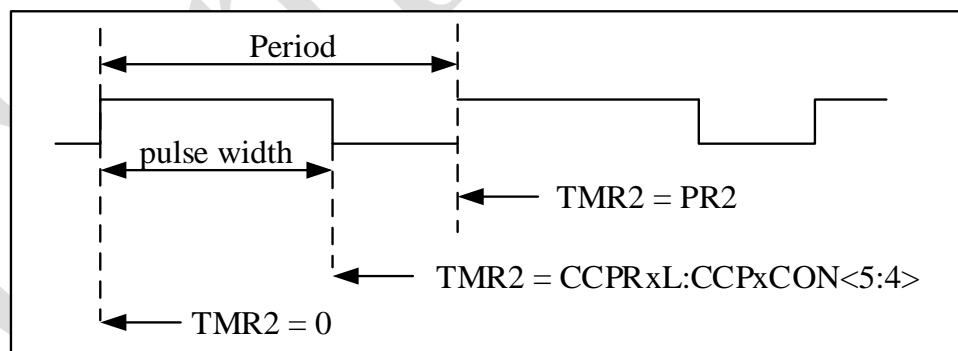 Period
pulse width
TMR2 = PR2
TMR2 = CCPRxL:CCPxCON<5:4>
TMR2 = 0